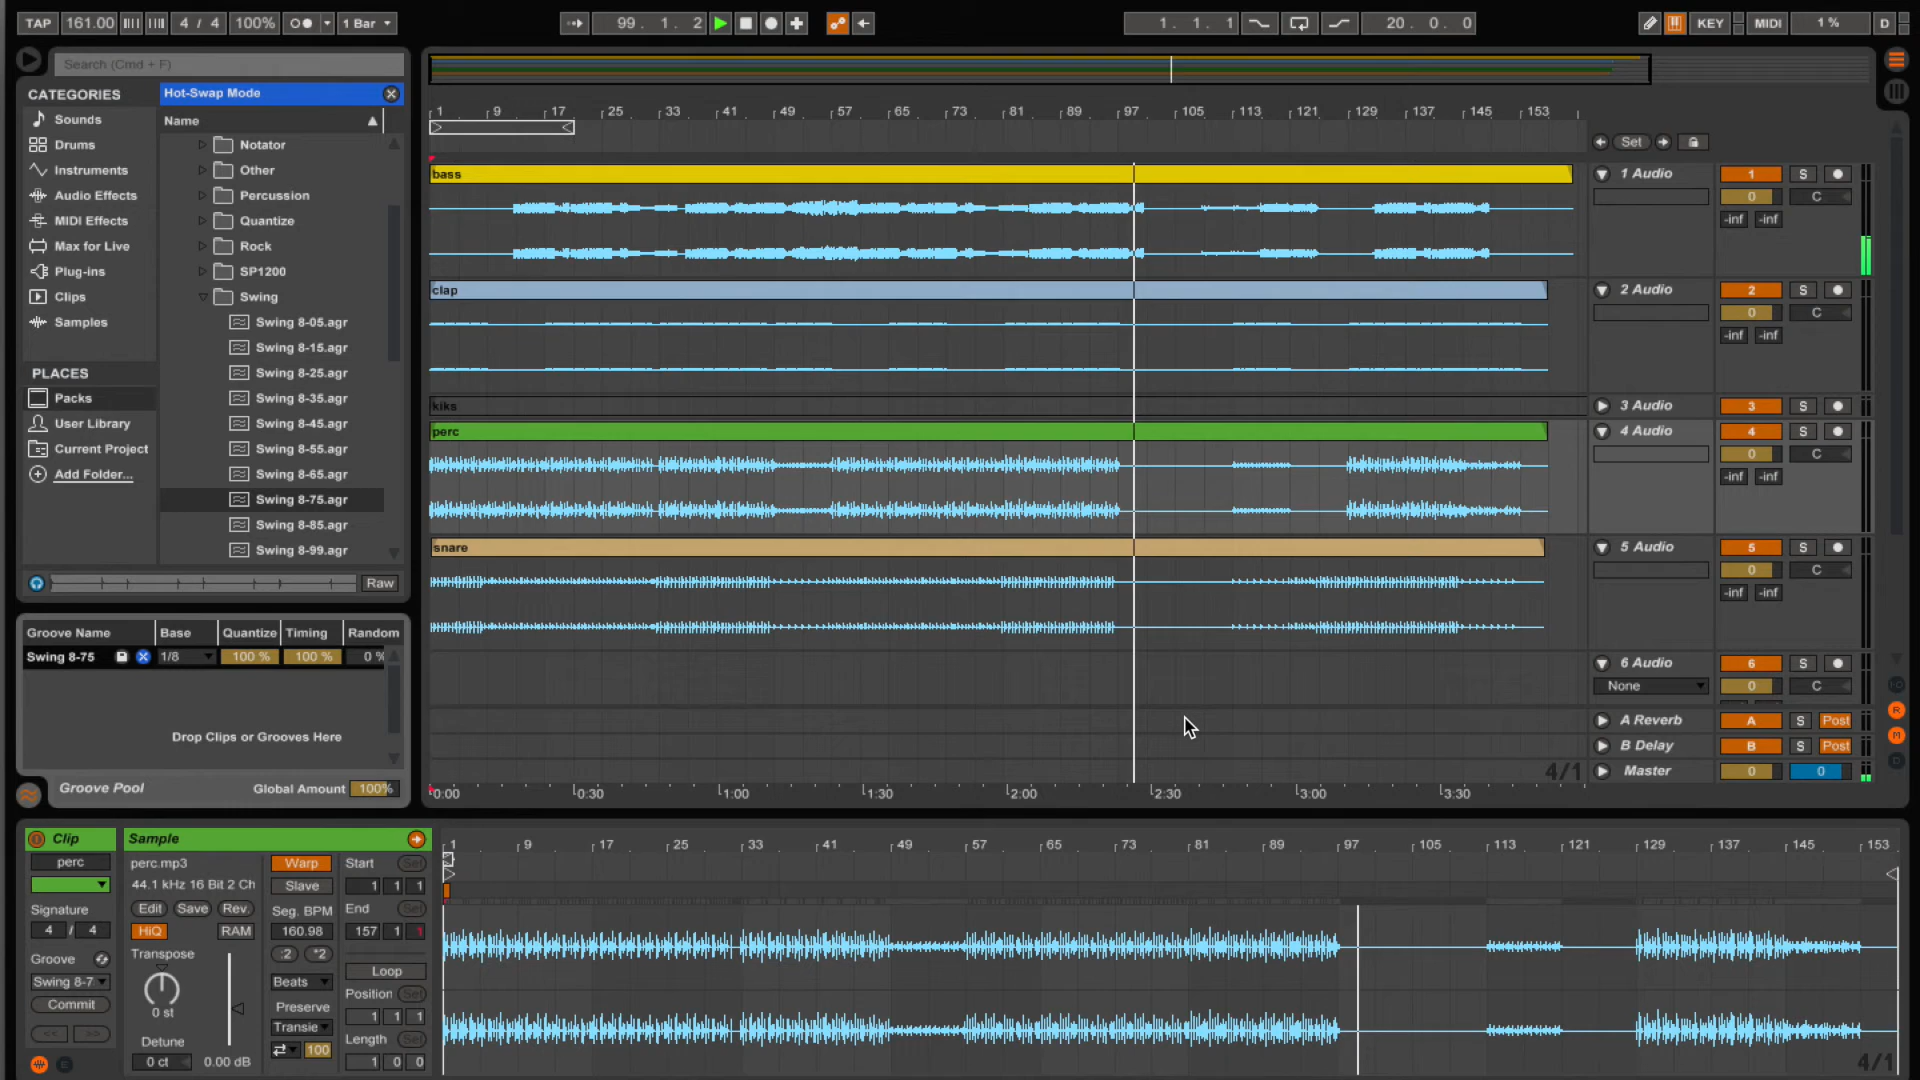 TAP 161.00 4 / 4 100% 1 Bar 99. 1. 2 1. 1. 1 20. 0. 0 KEY MIDI 1 % D
Search (Cmd + F)
CATEGORIES
Sounds
Drums
Instruments
Audio Effects
MIDI Effects
Max for Live
Plug-ins
Clips
Samples
PLACES
Packs
User Library
Current Project
Add Folder...
Hot-Swap Mode
Name
Notator
Other
Percussion
Quantize
Rock
SP1200
Swing
Swing 8-05.agr
Swing 8-15.agr
Swing 8-25.agr
Swing 8-35.agr
Swing 8-45.agr
Swing 8-55.agr
Swing 8-65.agr
Swing 8-75.agr
Swing 8-85.agr
Swing 8-99.agr
Raw
Groove Name Base Quantize Timing Random
Swing 8-75 1/8 100 % 100 % 0 %
Drop Clips or Grooves Here
Groove Pool Global Amount 100%
1 9 17 25 33 41 49 57 65 73 81 89 97 105 113 121 129 137 145 153
Set
bass
1 Audio 1 S
0 C
-inf -inf
clap
2 Audio 2 S
0 C
-inf -inf
kiks
3 Audio 3 S
perc
4 Audio 4 S
0 C
-inf -inf
snare
5 Audio 5 S
0 C
-inf -inf
6 Audio 6 S
None 0 C
A Reverb A S Post
B Delay B S Post
4/1 Master 0 0
0:00 0:30 1:00 1:30 2:00 2:30 3:00 3:30
R
M
Clip
perc
Signature
4 / 4
Groove
Swing 8-7
Commit
<< >>
Sample
perc.mp3
44.1 kHz 16 Bit 2 Ch
Edit Save Rev.
HiQ RAM
Transpose
0 st
Detune
0 ct 0.00 dB
Warp
Slave
Seg. BPM
160.98
:2 *2
Beats
Preserve
Transie
100
Start Set
1 1 1
End Set
157 1 1
Loop
Position Set
1 1 1
Length Set
1 0 0
1 9 17 25 33 41 49 57 65 73 81 89 97 105 113 121 129 137 145 153
4/1